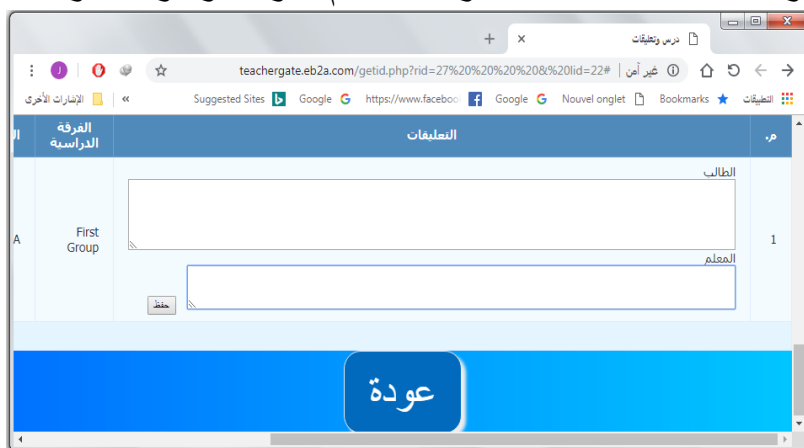 درس وتعليقات
teachergate.eb2a.com/getid.php?rid=27%20%20%20%20&r%20lid=22# | غير آمن
التطبيقات Bookmarks Nouvel onglet Google https://www.faceboo Google Suggested Sites » الإشارات الأخرى
م. التعليقات الفرقة الدراسية
الطالب
1 First Group A
المعلم
حفظ
عودة